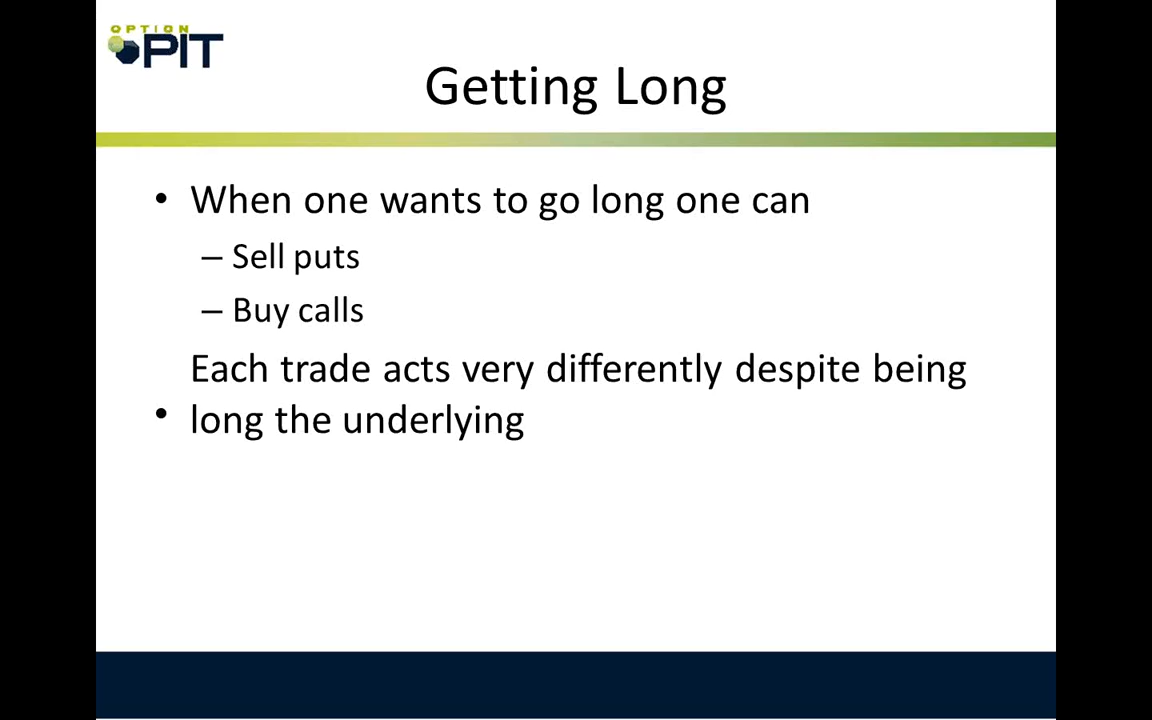 OPTION
PIT
Getting Long
• When one wants to go long one can
– Sell puts
– Buy calls
Each trade acts very differently despite being
• long the underlying